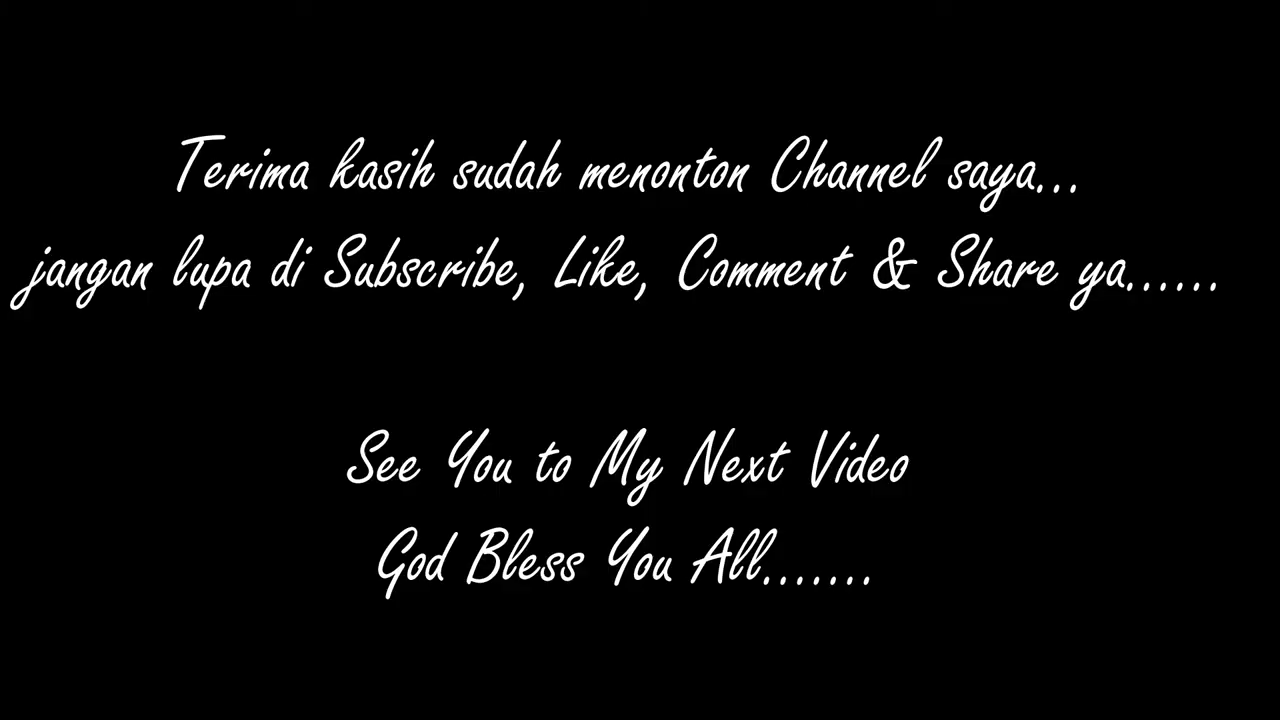 Terima kasih sudah menonton Channel saya...
jangan lupa di Subscribe, Like, Comment & Share ya......
See You to My Next Video
God Bless You All.......